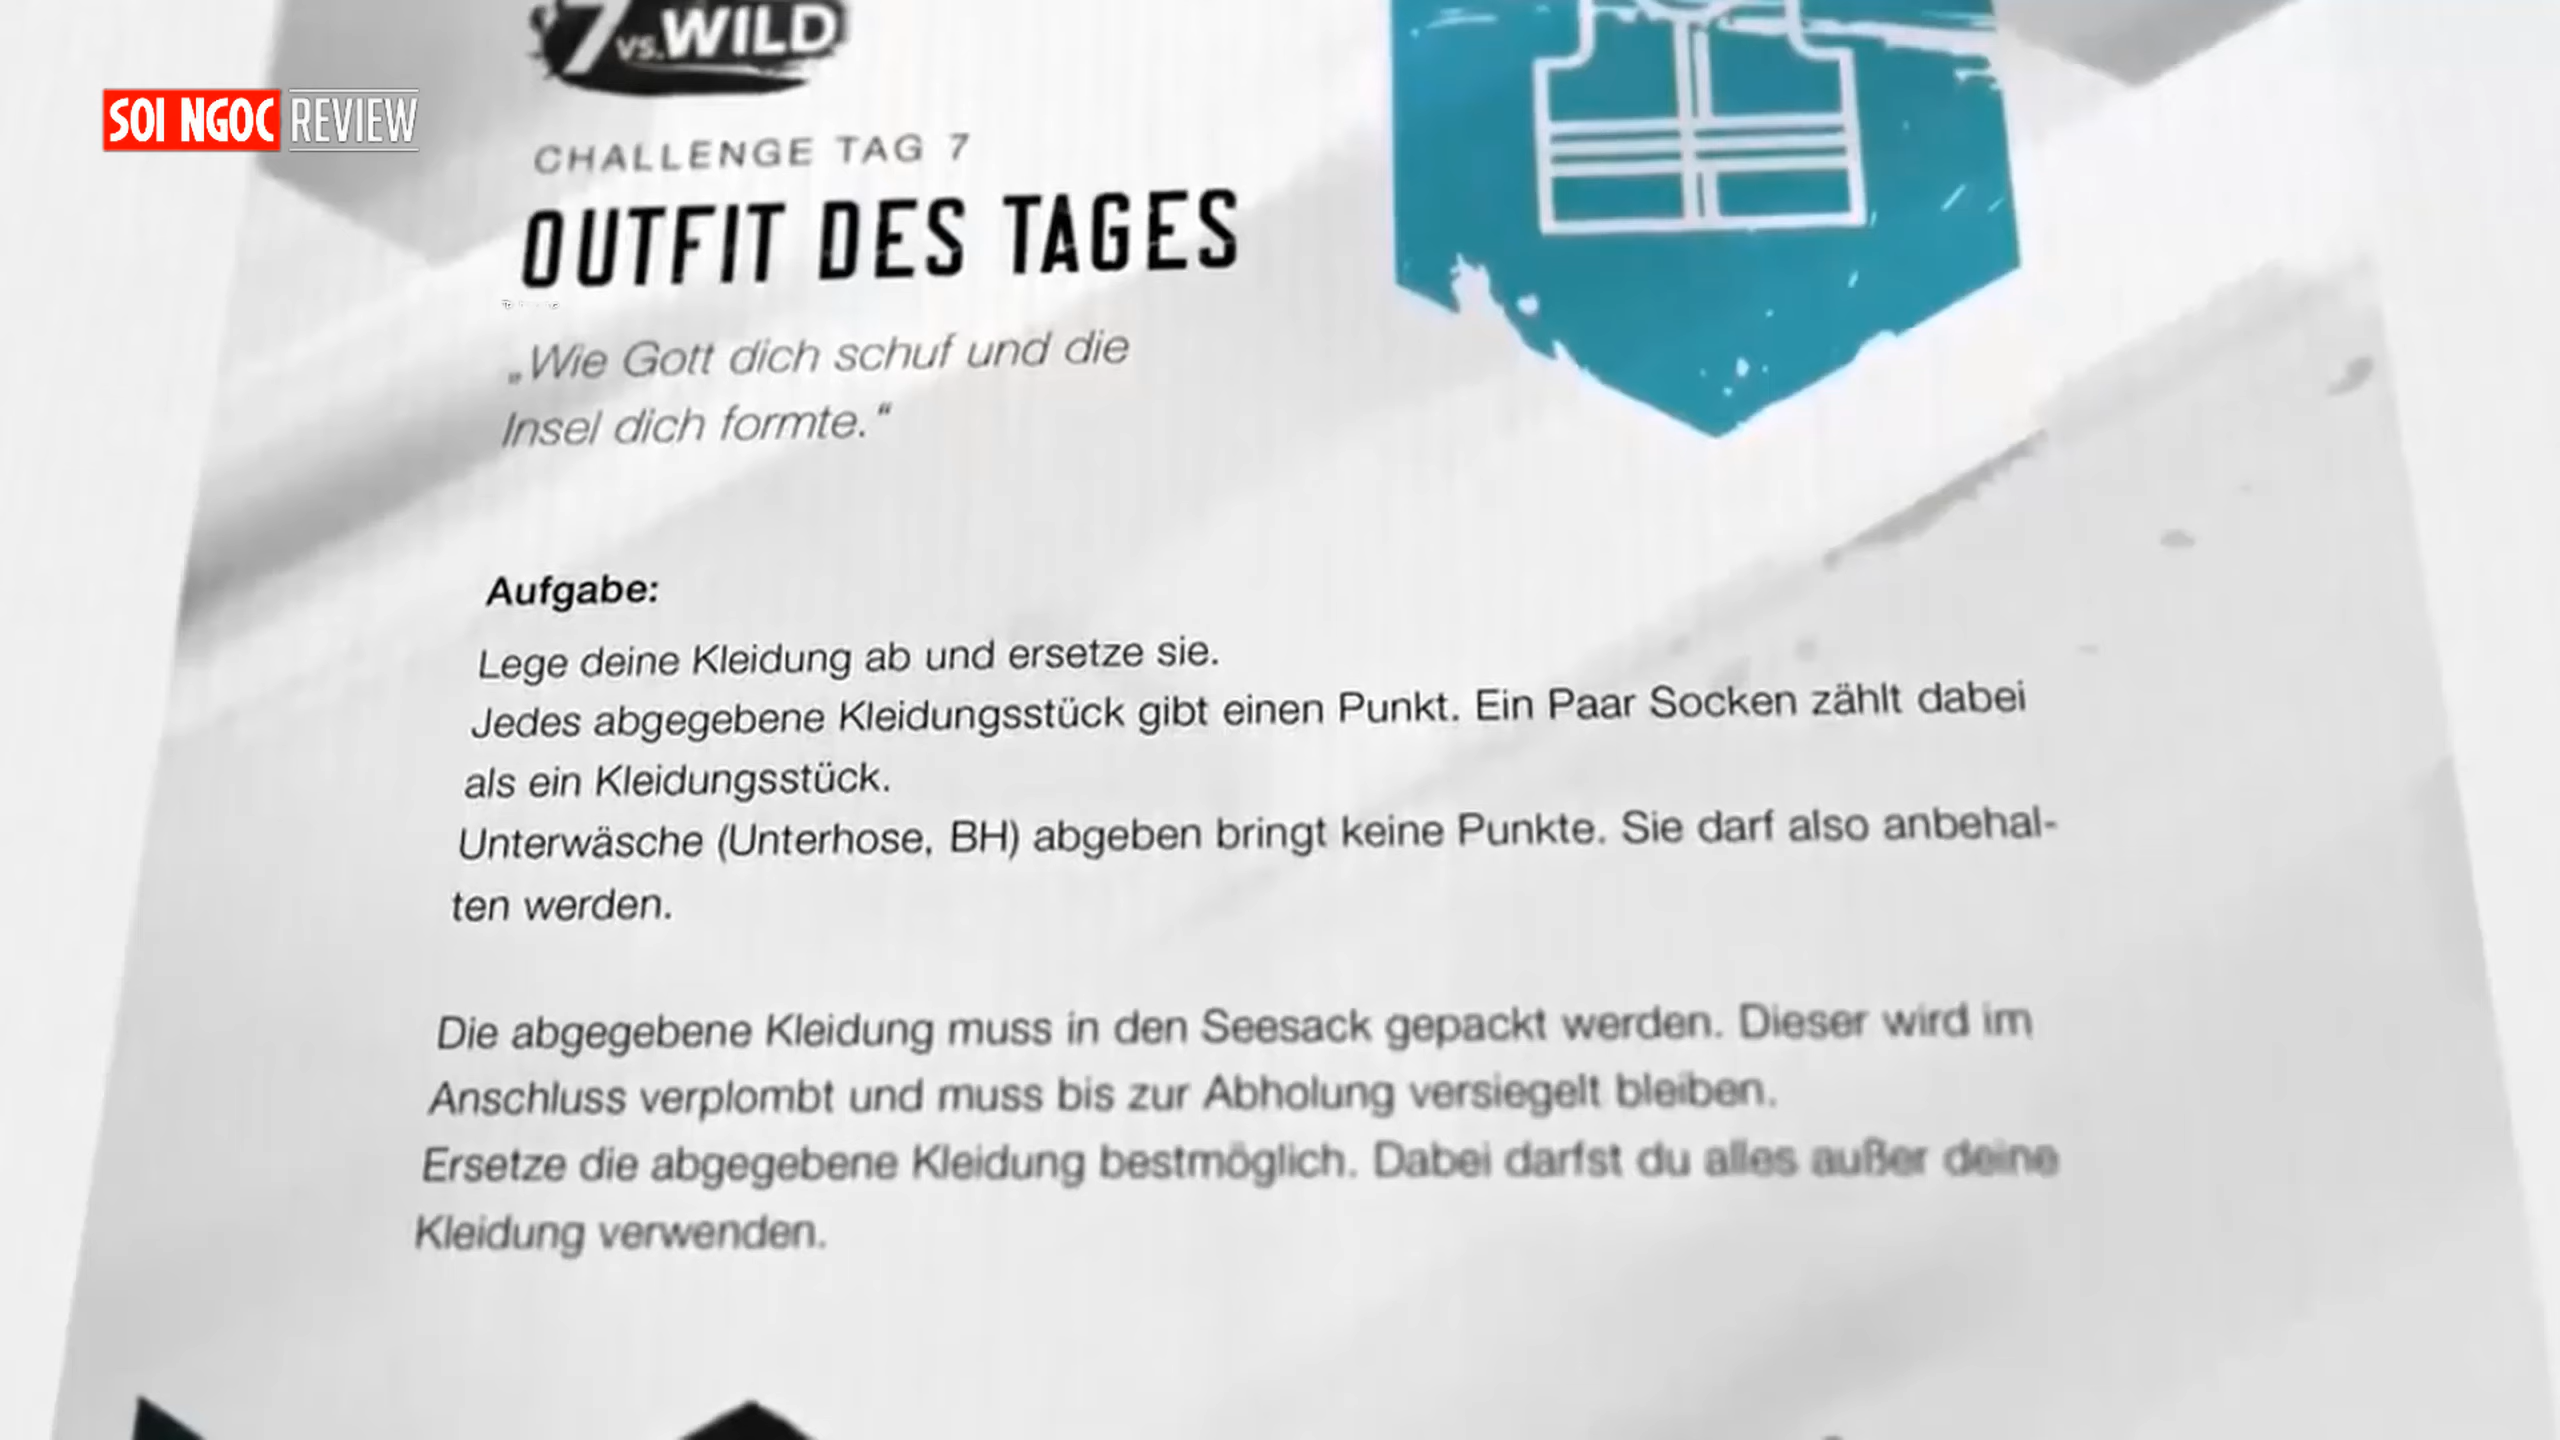 7 vs. WILD
SOI NGOC REVIEW
CHALLENGE TAG 7
OUTFIT DES TAGES
„Wie Gott dich schuf und die
Insel dich formte.“
Aufgabe:
Lege deine Kleidung ab und ersetze sie.
Jedes abgegebene Kleidungsstück gibt einen Punkt. Ein Paar Socken zählt dabei
als ein Kleidungsstück.
Unterwäsche (Unterhose, BH) abgeben bringt keine Punkte. Sie darf also anbehal-
ten werden.
Die abgegebene Kleidung muss in den Seesack gepackt werden. Dieser wird im
Anschluss verplombt und muss bis zur Abholung versiegelt bleiben.
Ersetze die abgegebene Kleidung bestmöglich. Dabei darfst du alles außer deine
Kleidung verwenden.